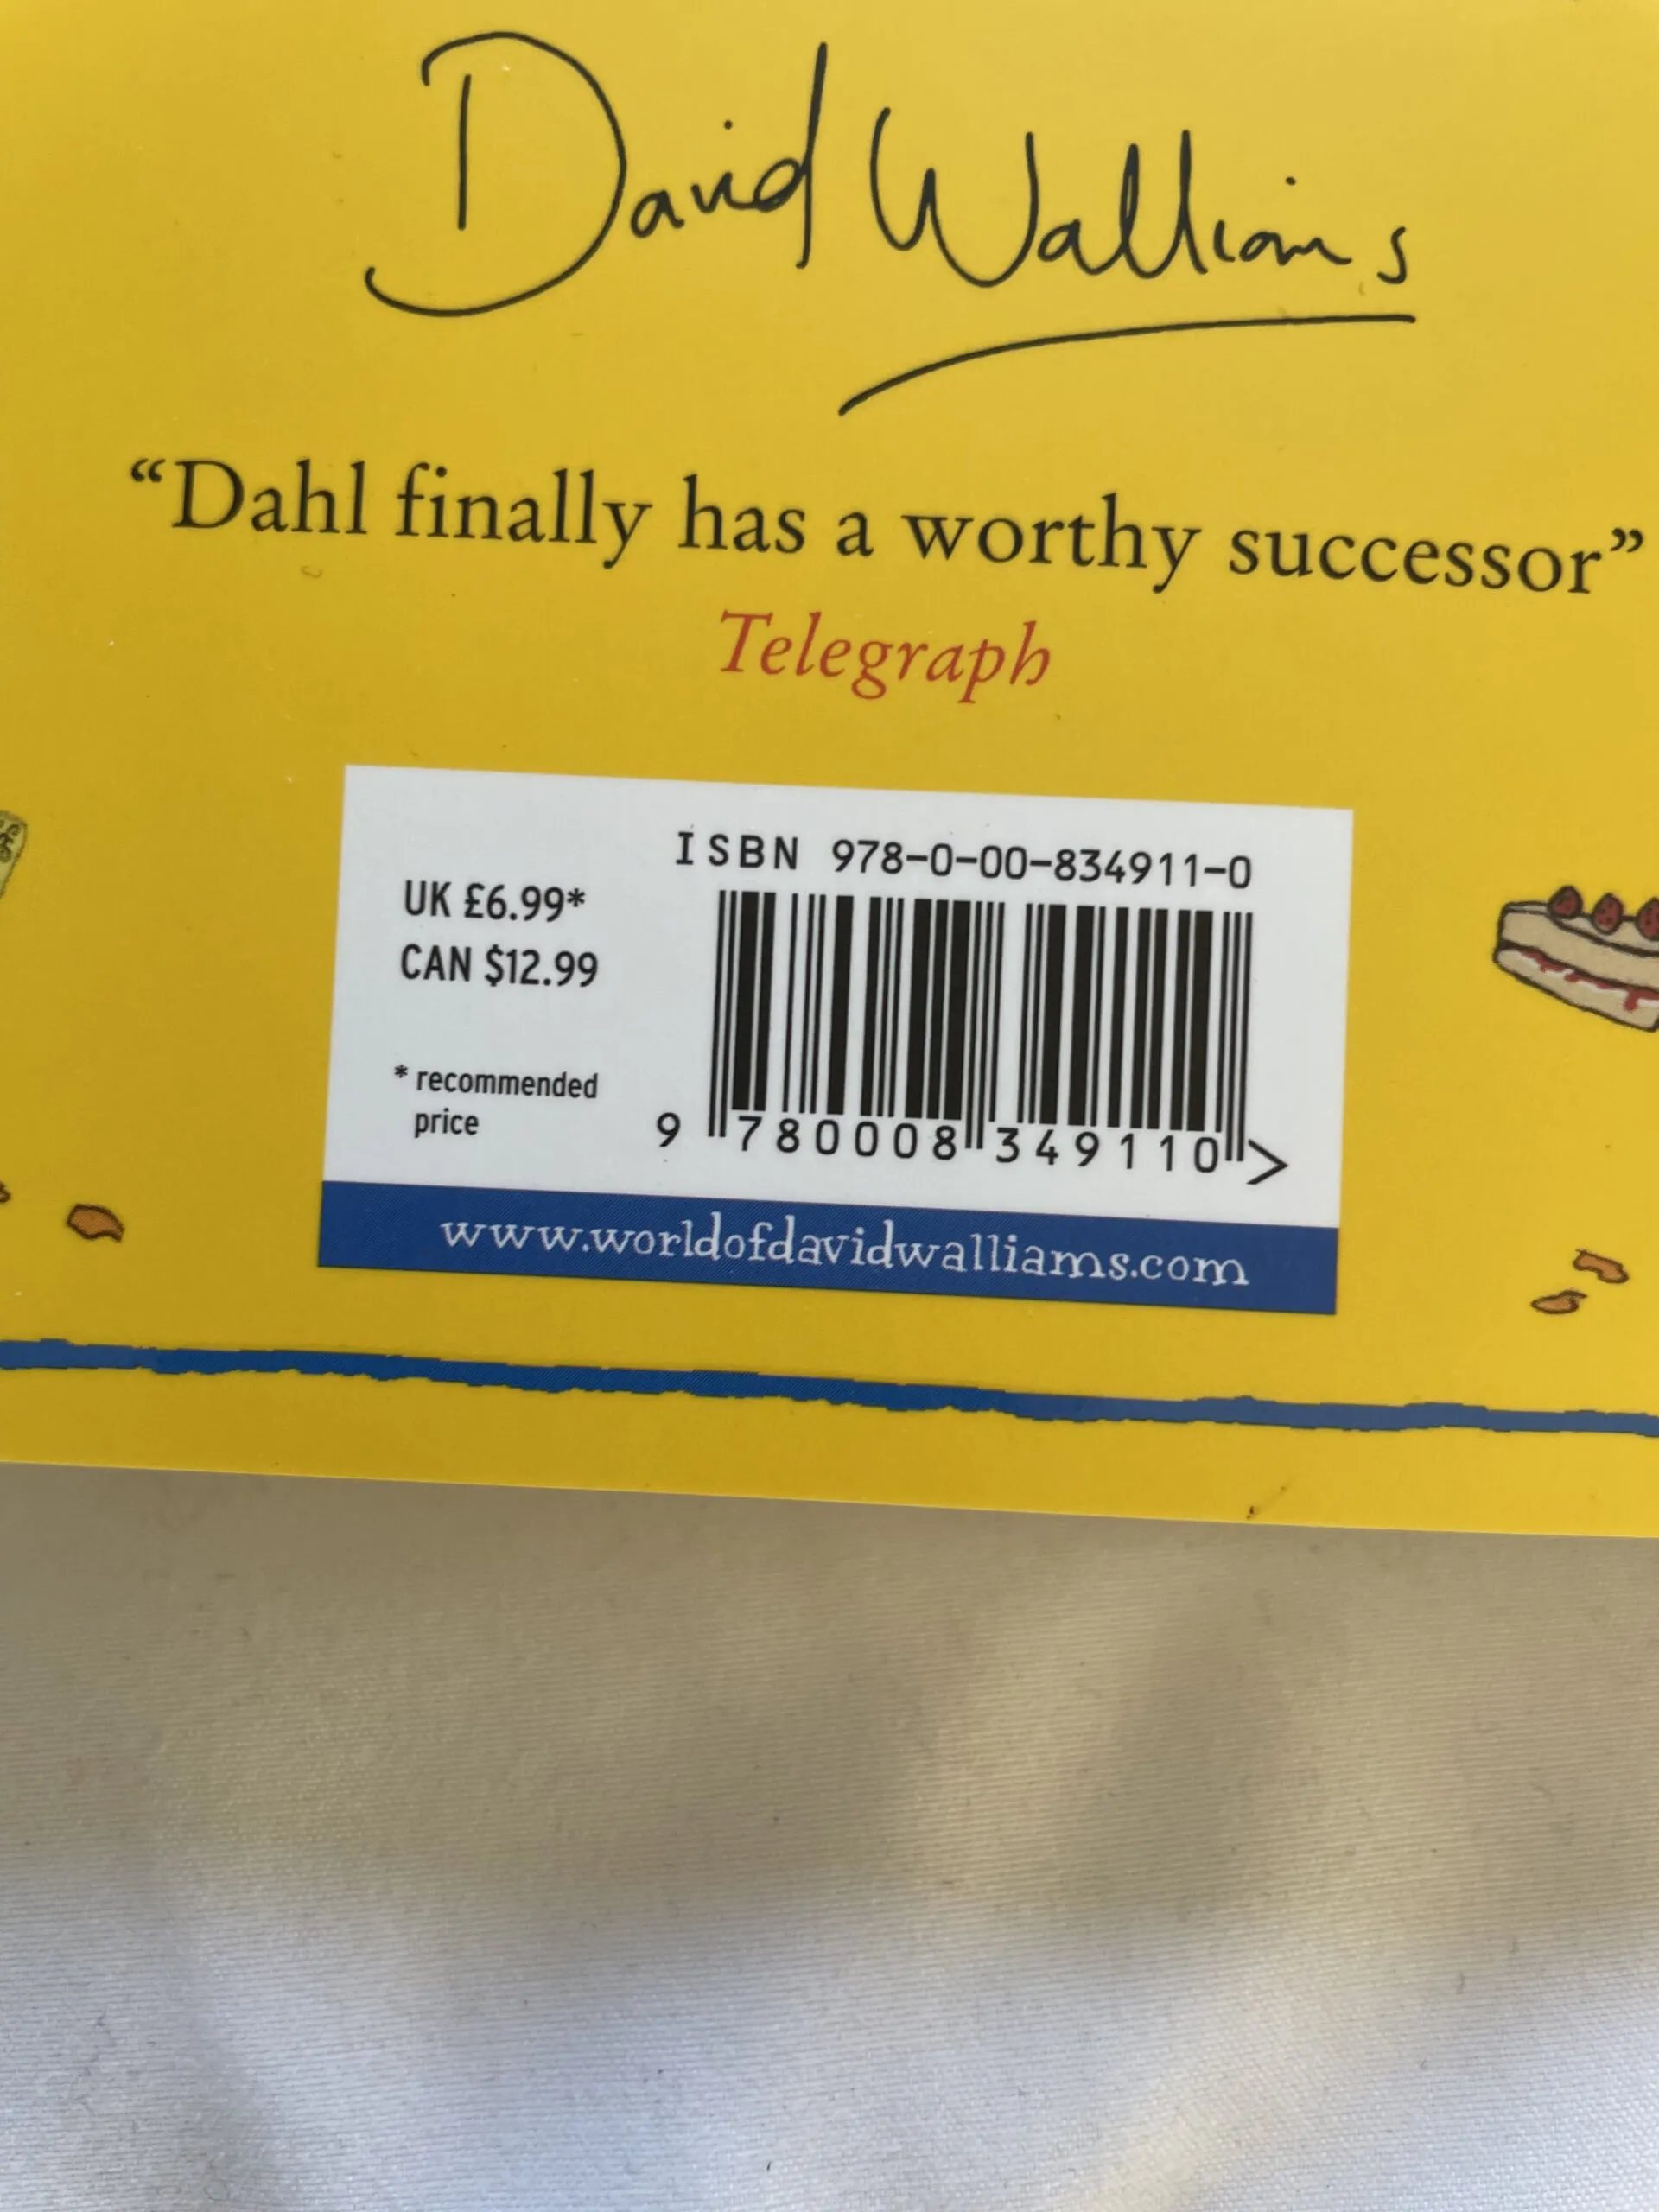 David Walliams
“Dahl finally has a worthy successor”
Telegraph
ISBN 978-0-00-834911-0
UK £6.99*
CAN $12.99
* recommended
price
9 780008 349110 >
www.worldofdavidwalliams.com